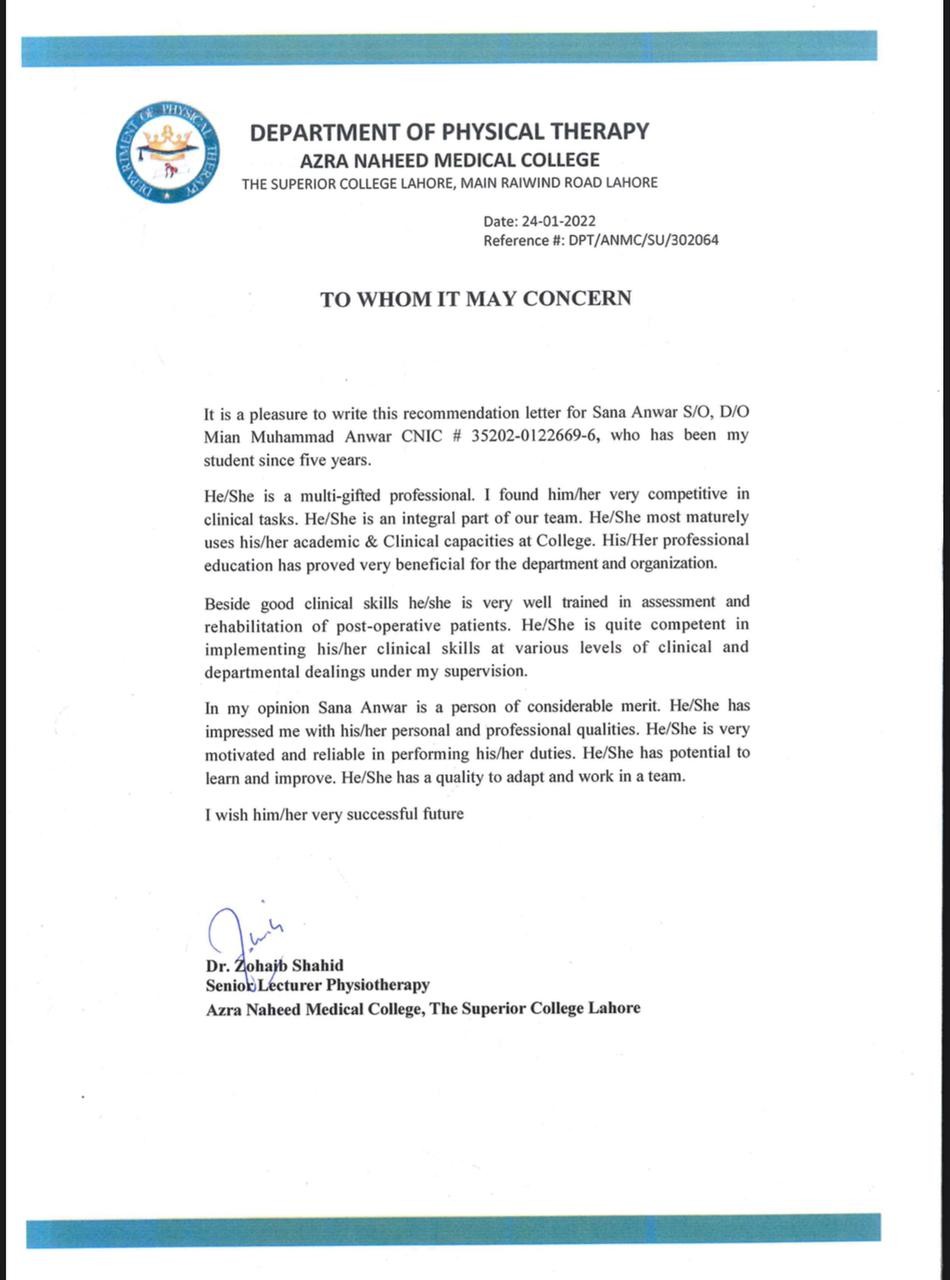 DEPARTMENT OF PHYSICAL THERAPY
DEPARTMENT OF PHYSICAL THERAPY
AZRA NAHEED MEDICAL COLLEGE
THE SUPERIOR COLLEGE LAHORE, MAIN RAIWIND ROAD LAHORE
Date: 24-01-2022
Reference #: DPT/ANMC/SU/302064
TO WHOM IT MAY CONCERN
It is a pleasure to write this recommendation letter for Sana Anwar S/O, D/O
Mian Muhammad Anwar CNIC # 35202-0122669-6, who has been my
student since five years.
He/She is a multi-gifted professional. I found him/her very competitive in
clinical tasks. He/She is an integral part of our team. He/She most maturely
uses his/her academic & Clinical capacities at College. His/Her professional
education has proved very beneficial for the department and organization.
Beside good clinical skills he/she is very well trained in assessment and
rehabilitation of post-operative patients. He/She is quite competent in
implementing his/her clinical skills at various levels of clinical and
departmental dealings under my supervision.
In my opinion Sana Anwar is a person of considerable merit. He/She has
impressed me with his/her personal and professional qualities. He/She is very
motivated and reliable in performing his/her duties. He/She has potential to
learn and improve. He/She has a quality to adapt and work in a team.
I wish him/her very successful future
Dr. Zohaib Shahid
Senior Lecturer Physiotherapy
Azra Naheed Medical College, The Superior College Lahore